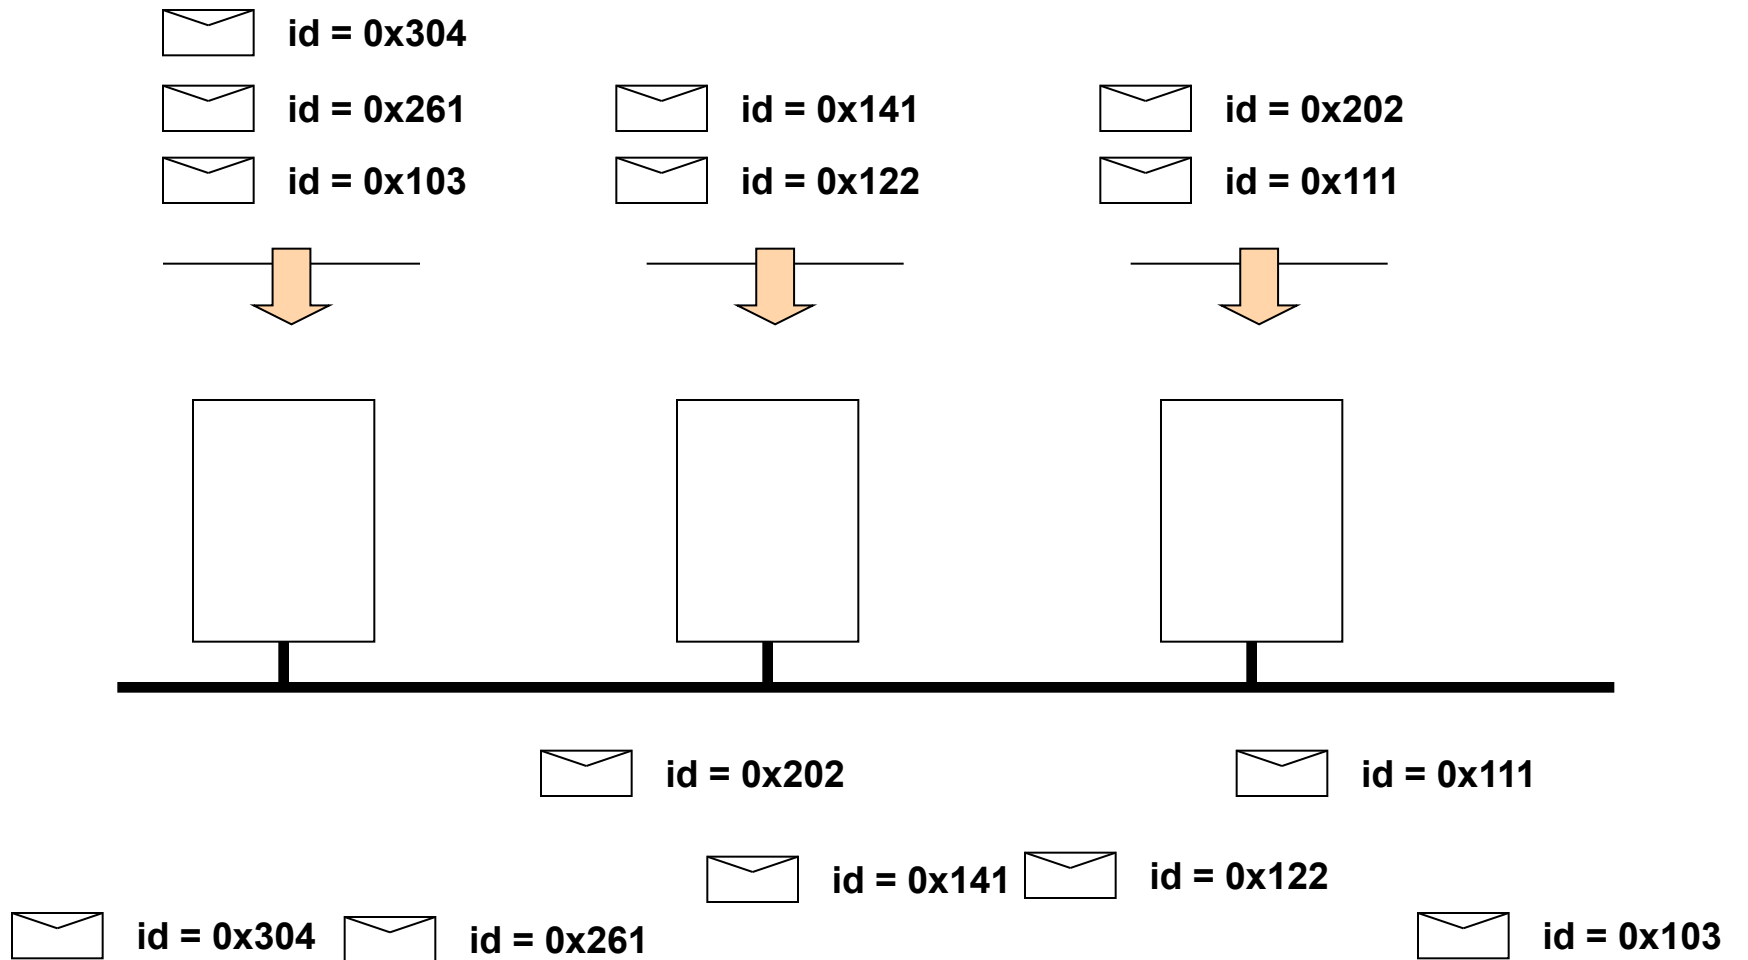 id = 0x304
id = 0x261
id = 0x141
id = 0x202
id = 0x103
id = 0x122
id = 0x111
id = 0x202
id = 0x111
id = 0x141
id = 0x122
id = 0x304
id = 0x261
id = 0x103